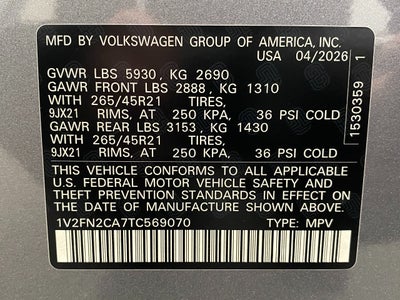 MFD BY VOLKSWAGEN GROUP OF AMERICA, INC.
USA 04/2026
GVWR LBS 5930, KG 2690
GAWR FRONT LBS 2888, KG 1310
WITH 265/45R21 TIRES,
9JX21 RIMS, AT 250 KPA, 36 PSI COLD
GAWR REAR LBS 3153, KG 1430
WITH 265/45R21 TIRES,
9JX21 RIMS, AT 250 KPA, 36 PSI COLD
THIS VEHICLE CONFORMS TO ALL APPLICABLE
U.S. FEDERAL MOTOR VEHICLE SAFETY AND
THEFT PREVENTION STANDARDS IN EFFECT ON
THE DATE OF MANUFACTURE SHOWN ABOVE.
1V2FN2CA7TC569070 TYPE: MPV
1530359 1